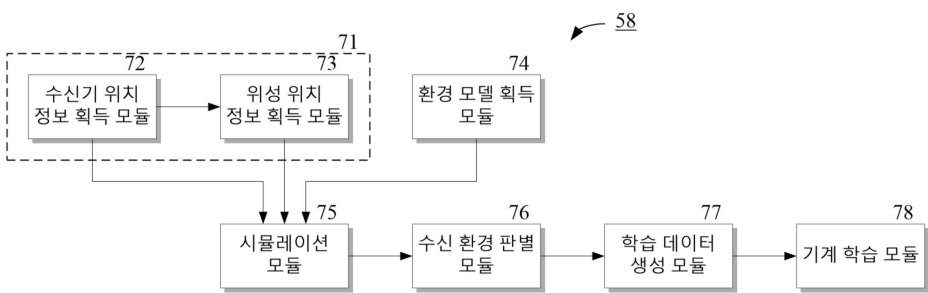 58
71
72
73
74
수신기 위치
정보 획득 모듈
위성 위치
정보 획득 모듈
환경 모델 획득
모듈
75
76
77
78
시뮬레이션
모듈
수신 환경 판별
모듈
학습 데이터
생성 모듈
기계 학습 모듈